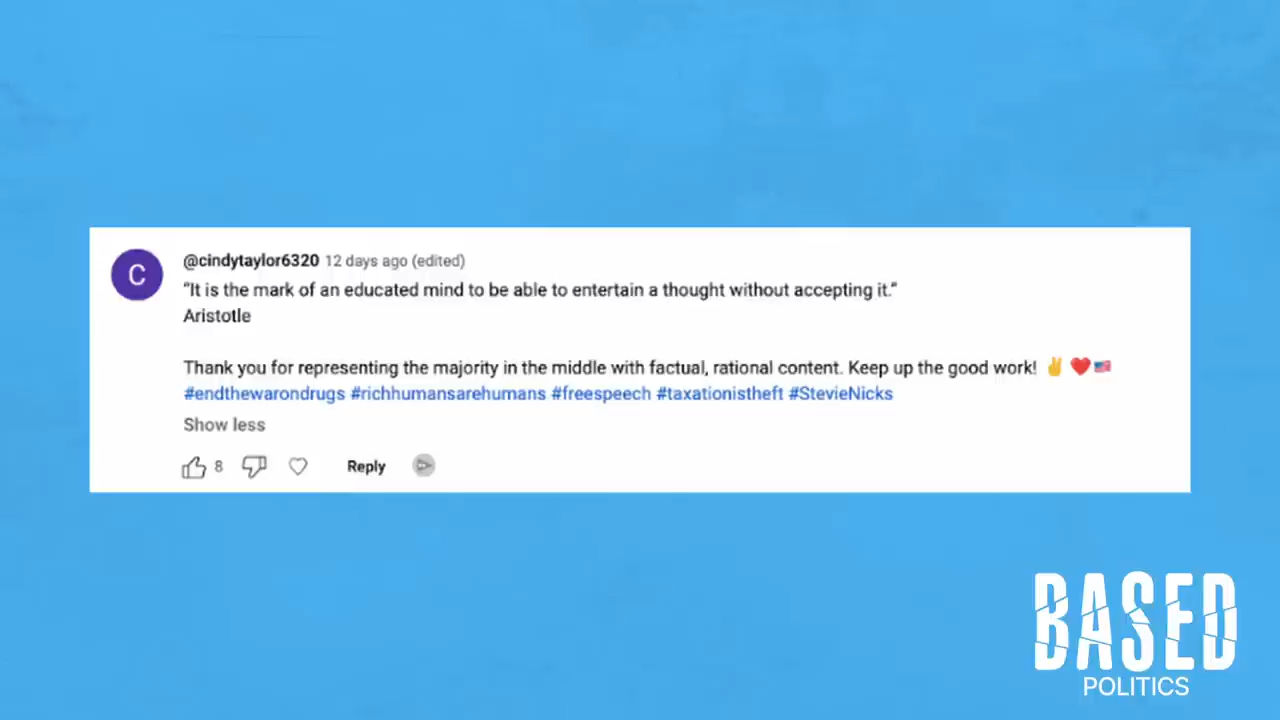 C
@cindytaylor6320 12 days ago (edited)
“It is the mark of an educated mind to be able to entertain a thought without accepting it.”
Aristotle
Thank you for representing the majority in the middle with factual, rational content. Keep up the good work! ✌️❤️🇺🇸
#endthewarondrugs #richhumansarehumans #freespeech #taxationistheft #StevieNicks
Show less
8 Reply
BASED
POLITICS